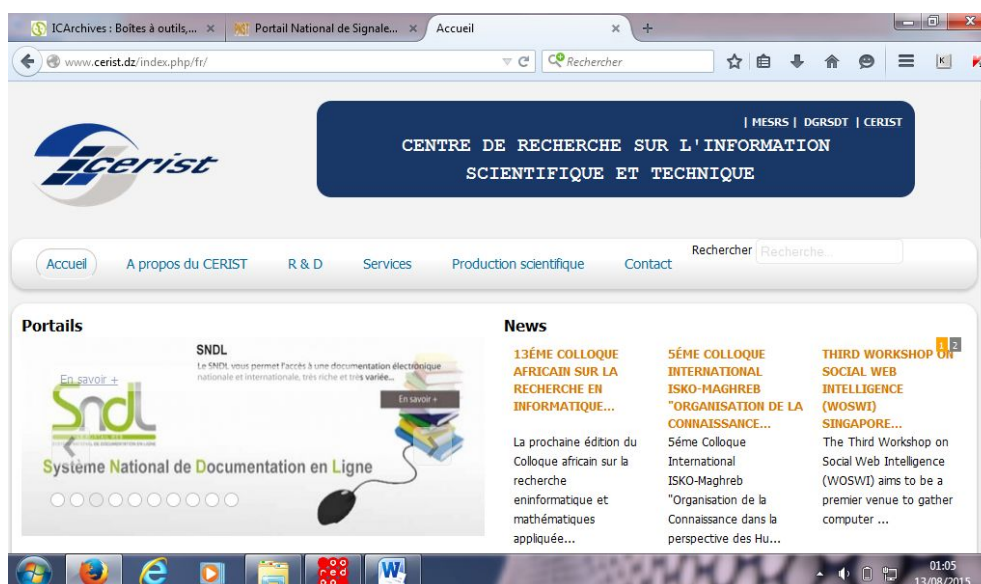 ICArchives : Boîtes à outils,...
Portail National de Signale...
Accueil
www.cerist.dz/index.php/fr/
Rechercher
| MESRS | DGRSDT | CERIST
CENTRE DE RECHERCHE SUR L'INFORMATION
SCIENTIFIQUE ET TECHNIQUE
cerist
Accueil
A propos du CERIST
R & D
Services
Production scientifique
Contact
Rechercher
Recherche...
Portails
SNDL
Le SNDL vous permet l'accés à une documentation électronique
nationale et internationale, très riche et très variée...
En savoir +
En savoir +
Sndl
Système National de Documentation en Ligne
News
1 2
13ÉME COLLOQUE
AFRICAIN SUR LA
RECHERCHE EN
INFORMATIQUE...
La prochaine édition du
Colloque africain sur la
recherche
eninformatique et
mathématiques
appliquée...
5ÉME COLLOQUE
INTERNATIONAL
ISKO-MAGHREB
"ORGANISATION DE LA
CONNAISSANCE...
5éme Colloque
International
ISKO-Maghreb
"Organisation de la
Connaissance dans la
perspective des Hu...
THIRD WORKSHOP ON
SOCIAL WEB
INTELLIGENCE
(WOSWI)
SINGAPORE...
The Third Workshop on
Social Web Intelligence
(WOSWI) aims to be a
premier venue to gather
computer ...
01:05
13/08/2015